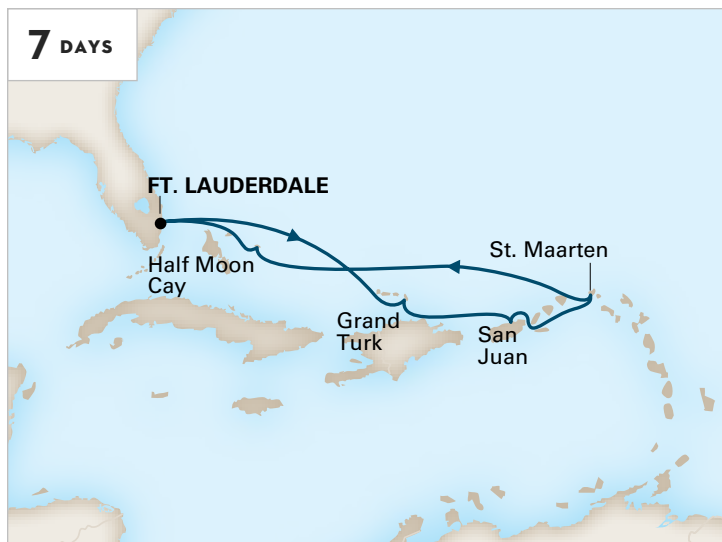 7 DAYS
FT. LAUDERDALE
Half Moon
Cay
St. Maarten
Grand
Turk
San
Juan